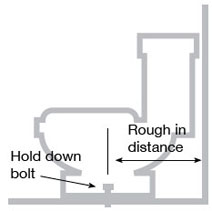 Rough in
distance
Hold down
bolt